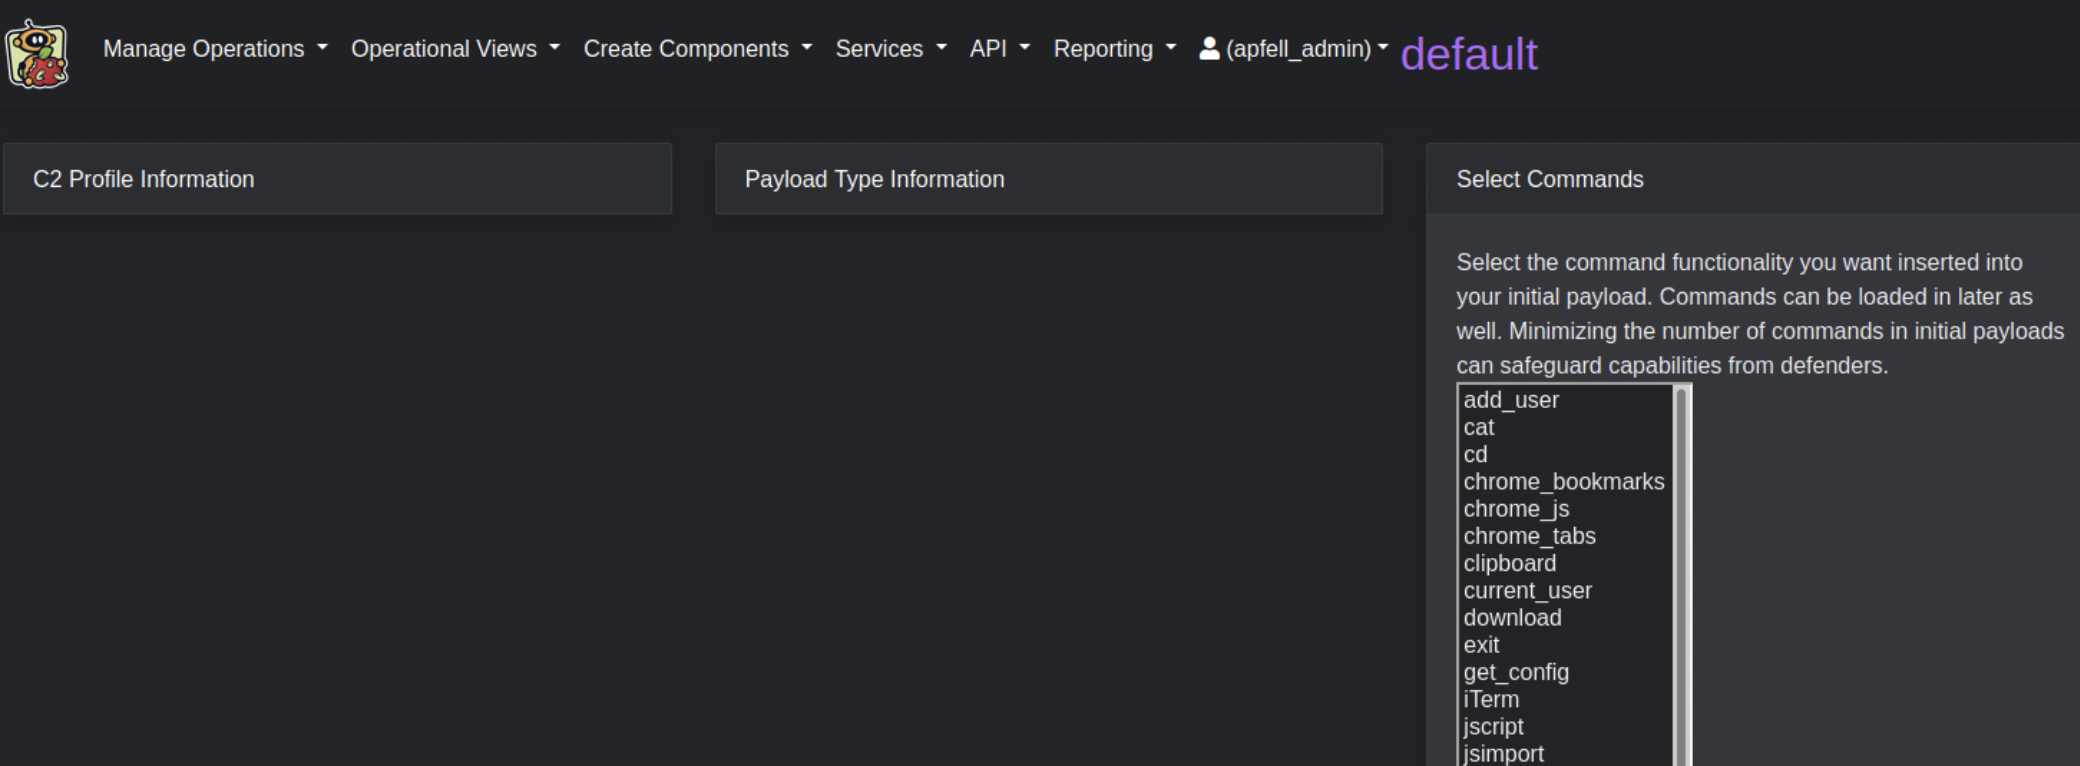 Manage Operations Operational Views Create Components Services API Reporting (apfell_admin) default
C2 Profile Information
Payload Type Information
Select Commands
Select the command functionality you want inserted into
your initial payload. Commands can be loaded in later as
well. Minimizing the number of commands in initial payloads
can safeguard capabilities from defenders.
add_user
cat
cd
chrome_bookmarks
chrome_js
chrome_tabs
clipboard
current_user
download
exit
get_config
iTerm
jscript
jsimport